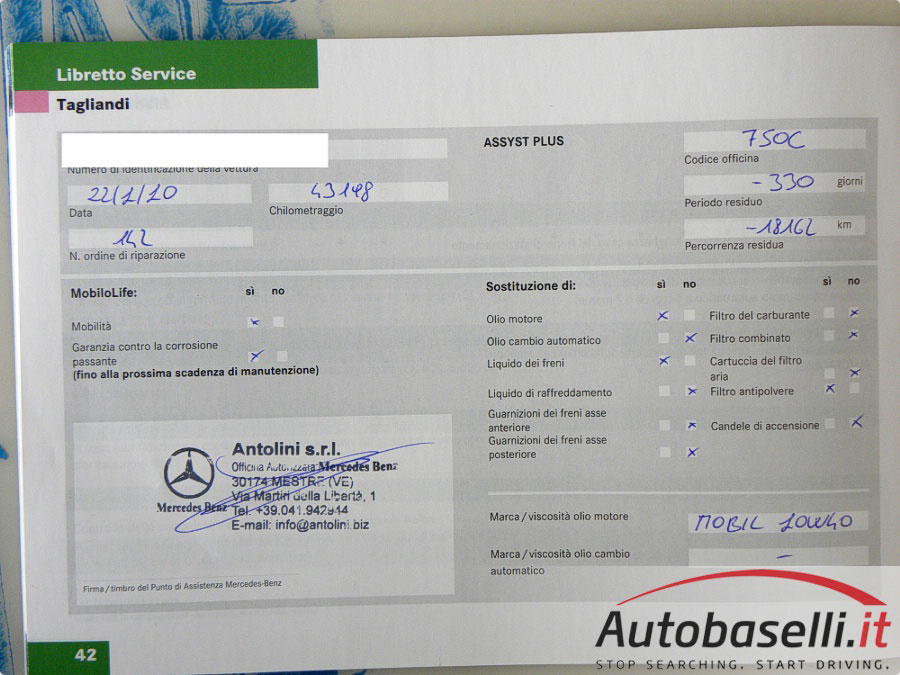 Libretto Service
Tagliandi
Numero di identificazione della vettura
22/1/10
Data
43148
Chilometraggio
142
N. ordine di riparazione
ASSYST PLUS
750C
Codice officina
-330 giorni
Periodo residuo
-18162 km
Percorrenza residua
MobiloLife: sì no
Mobilità
Garanzia contro la corrosione
passante
(fino alla prossima scadenza di manutenzione)
Antolini s.r.l.
Officina Autorizzata Mercedes Benz
30174 MESTRE (VE)
Via Martiri della Libertà, 1
Tel. +39.041.942944
E-mail: info@antolini.biz
Mercedes Benz
Firma/timbro del Punto di Assistenza Mercedes-Benz
Sostituzione di: sì no sì no
Olio motore Filtro del carburante
Olio cambio automatico Filtro combinato
Liquido dei freni Cartuccia del filtro
aria
Liquido di raffreddamento Filtro antipolvere
Guarnizioni dei freni asse
anteriore Candele di accensione
Guarnizioni dei freni asse
posteriore
Marca/viscosità olio motore MOBIL 10W40
Marca/viscosità olio cambio –
automatico
42
Autobaselli.it
STOP SEARCHING. START DRIVING.